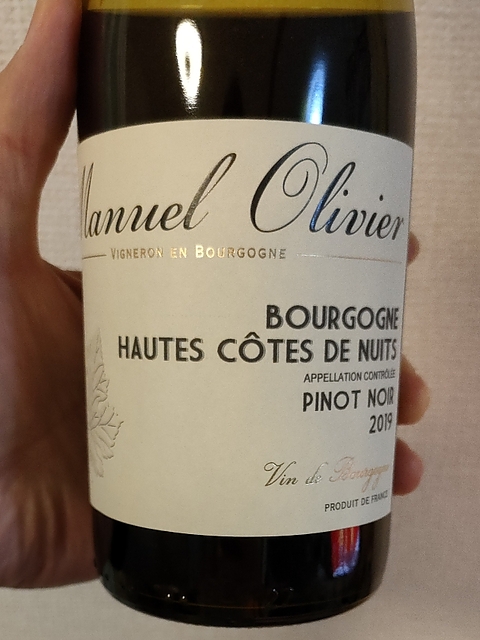 Manuel Olivier
VIGNERON EN BOURGOGNE
BOURGOGNE
HAUTES CÔTES DE NUITS
APPELLATION CONTRÔLÉE
PINOT NOIR
2019
Vin de Bourgogne
PRODUIT DE FRANCE